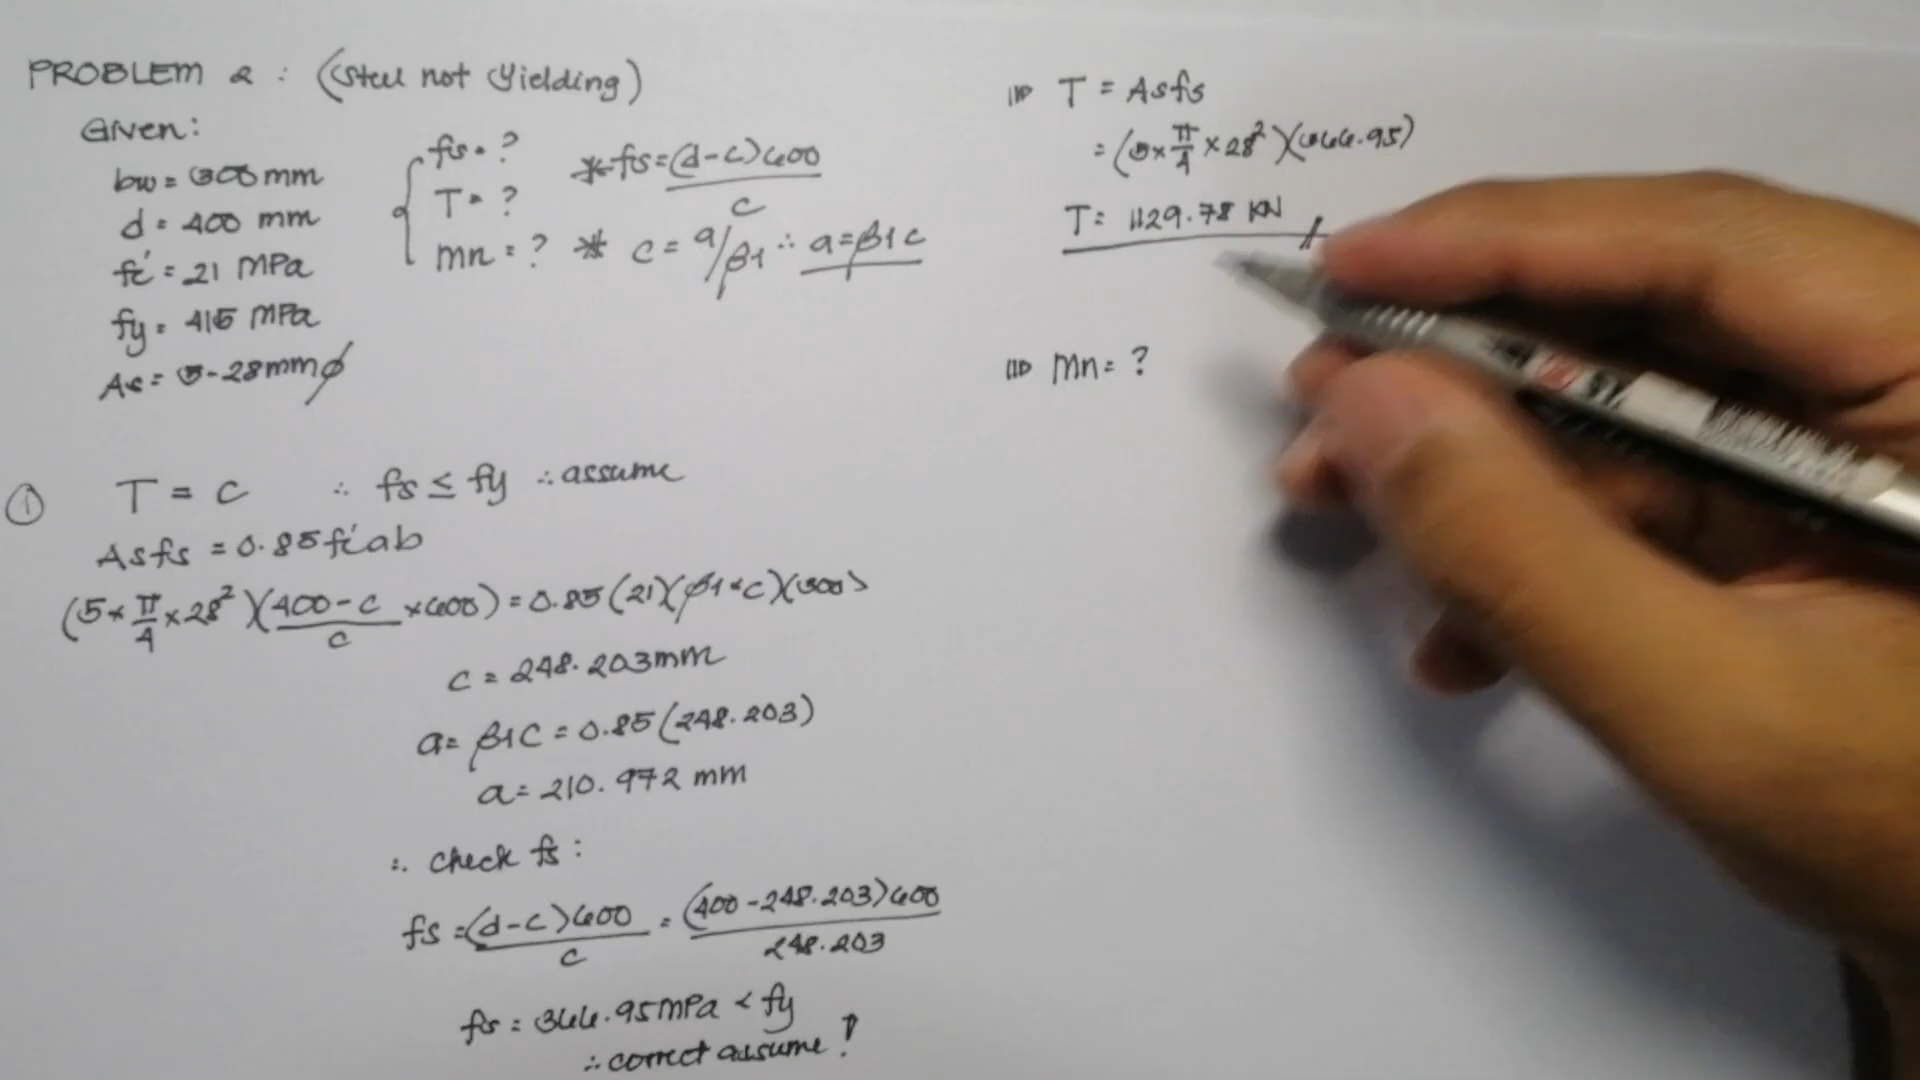 PROBLEM 2 : (Steel not Yielding)
Given:
bw = 300 mm
d = 400 mm
fc' = 21 MPa
fy = 415 MPa
As = 5-28mmφ
fs = ?
T = ?
mn = ?
* fs = (d-c)600
c
* c = a/β1 ∴ a=β1c
① T = C ∴ fs ≤ fy ∴ assume
Asfs = 0.85fc'ab
(5×π/4×28²)(400-c/c ×600) = 0.85(21)(β1×c)(300)
c = 248.203mm
a= β1C = 0.85(248.203)
a= 210.972 mm
∴ check fs :
fs = (d-c)600/c = (400-248.203)600/248.203
fs = 366.95MPa < fy
∴ correct assume !
T = Asfs
= (5×π/4×28²)(366.95)
T = 1129.78 KN
Mn= ?